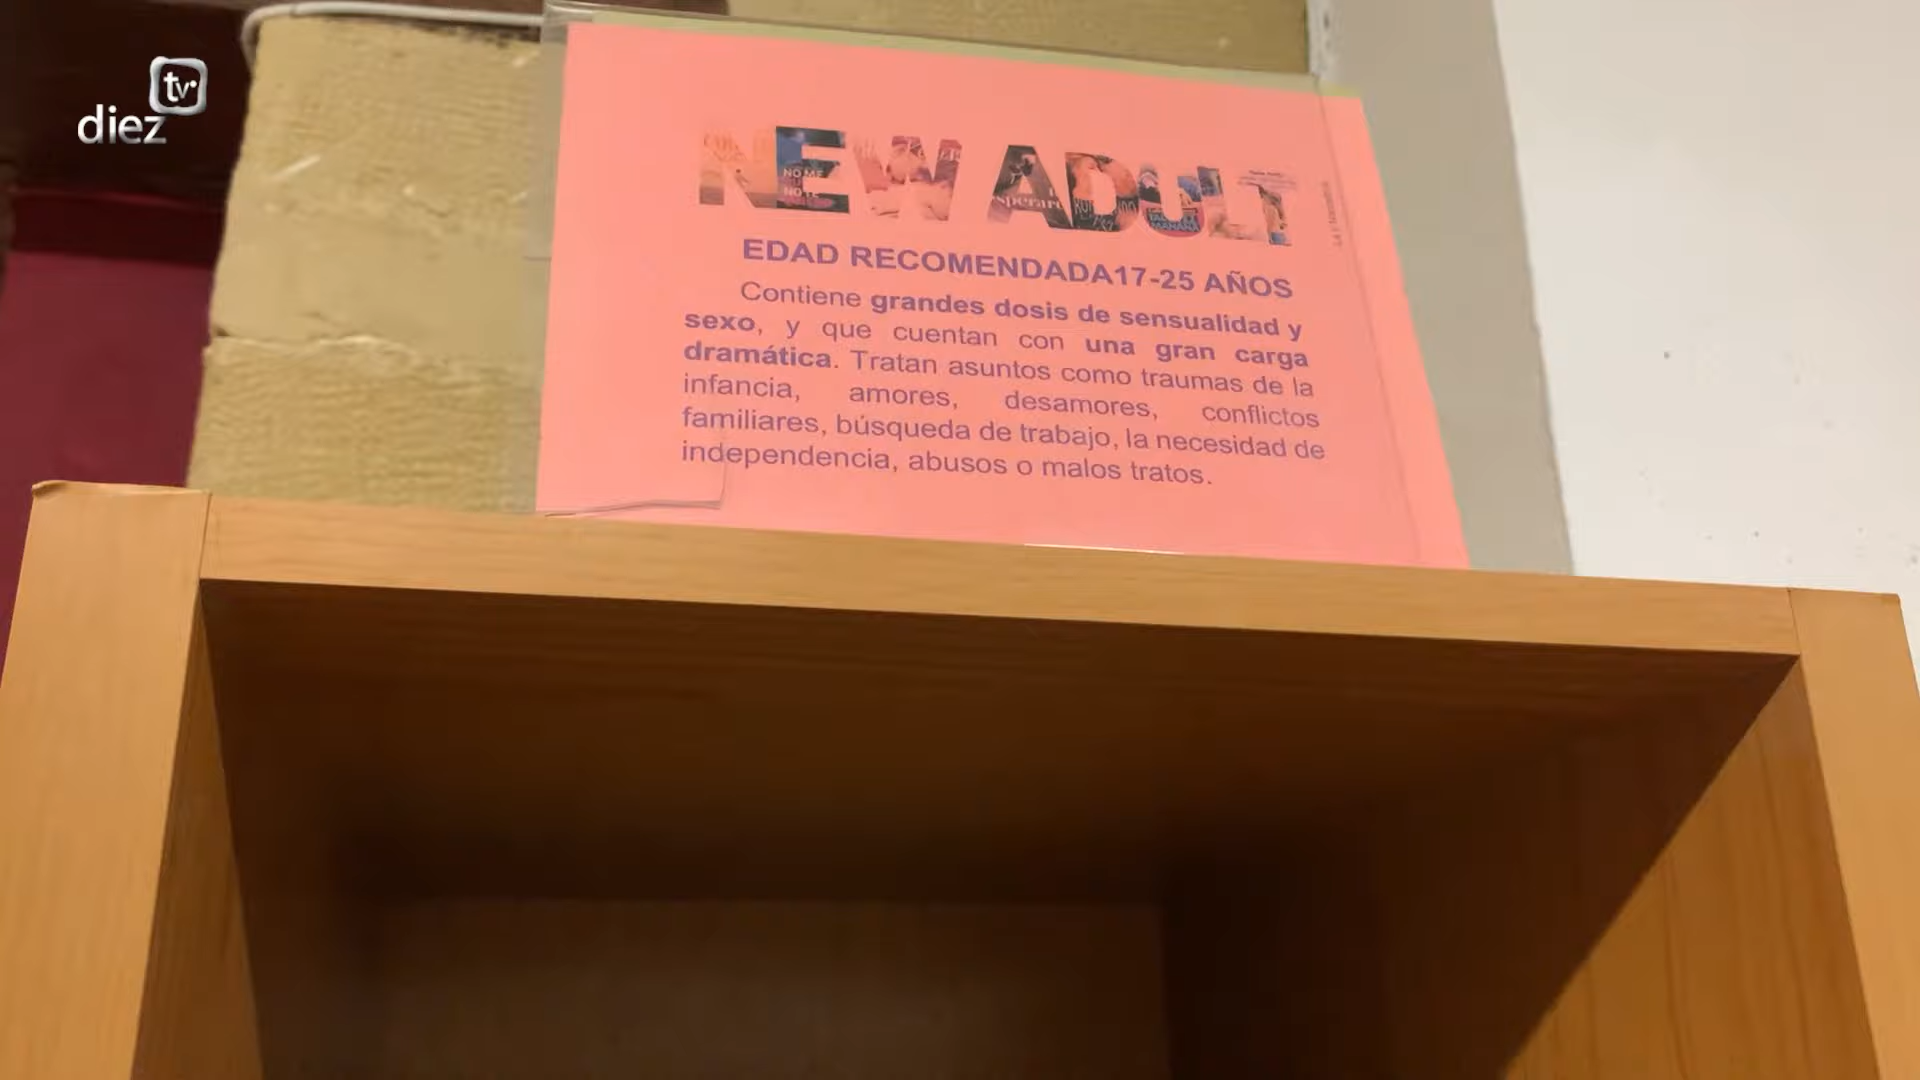 tv
diez
NEW ADULT
EDAD RECOMENDADA17-25 AÑOS
Contiene grandes dosis de sensualidad y
sexo, y que cuentan con una gran carga
dramática. Tratan asuntos como traumas de la
infancia, amores, desamores, conflictos
familiares, búsqueda de trabajo, la necesidad de
independencia, abusos o malos tratos.